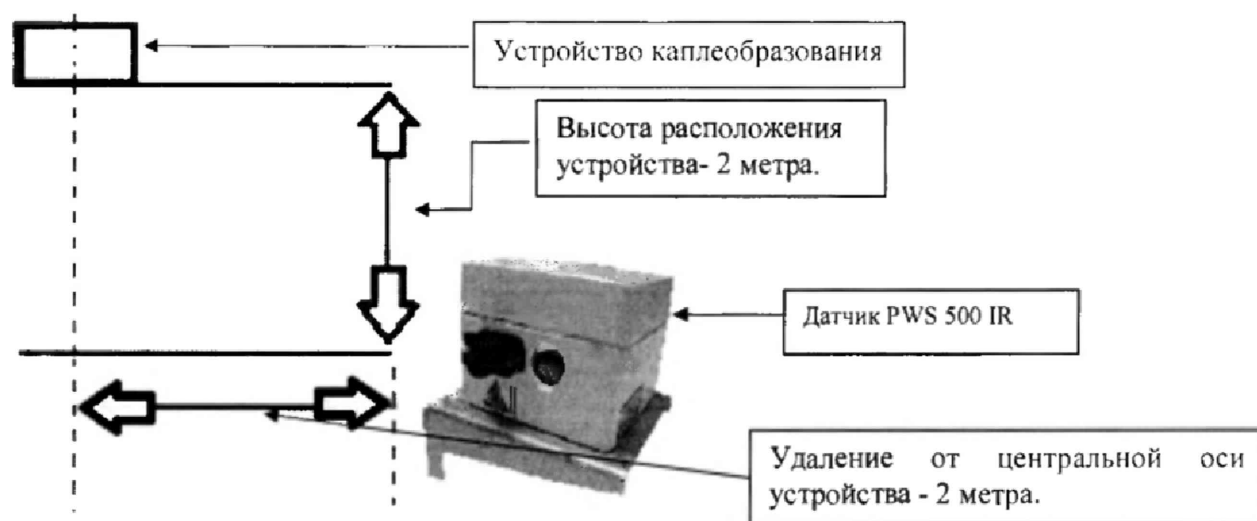 Устройство каплеобразования
Высота расположения
устройства- 2 метра.
Датчик PWS 500 IR
Удаление от центральной оси
устройства - 2 метра.